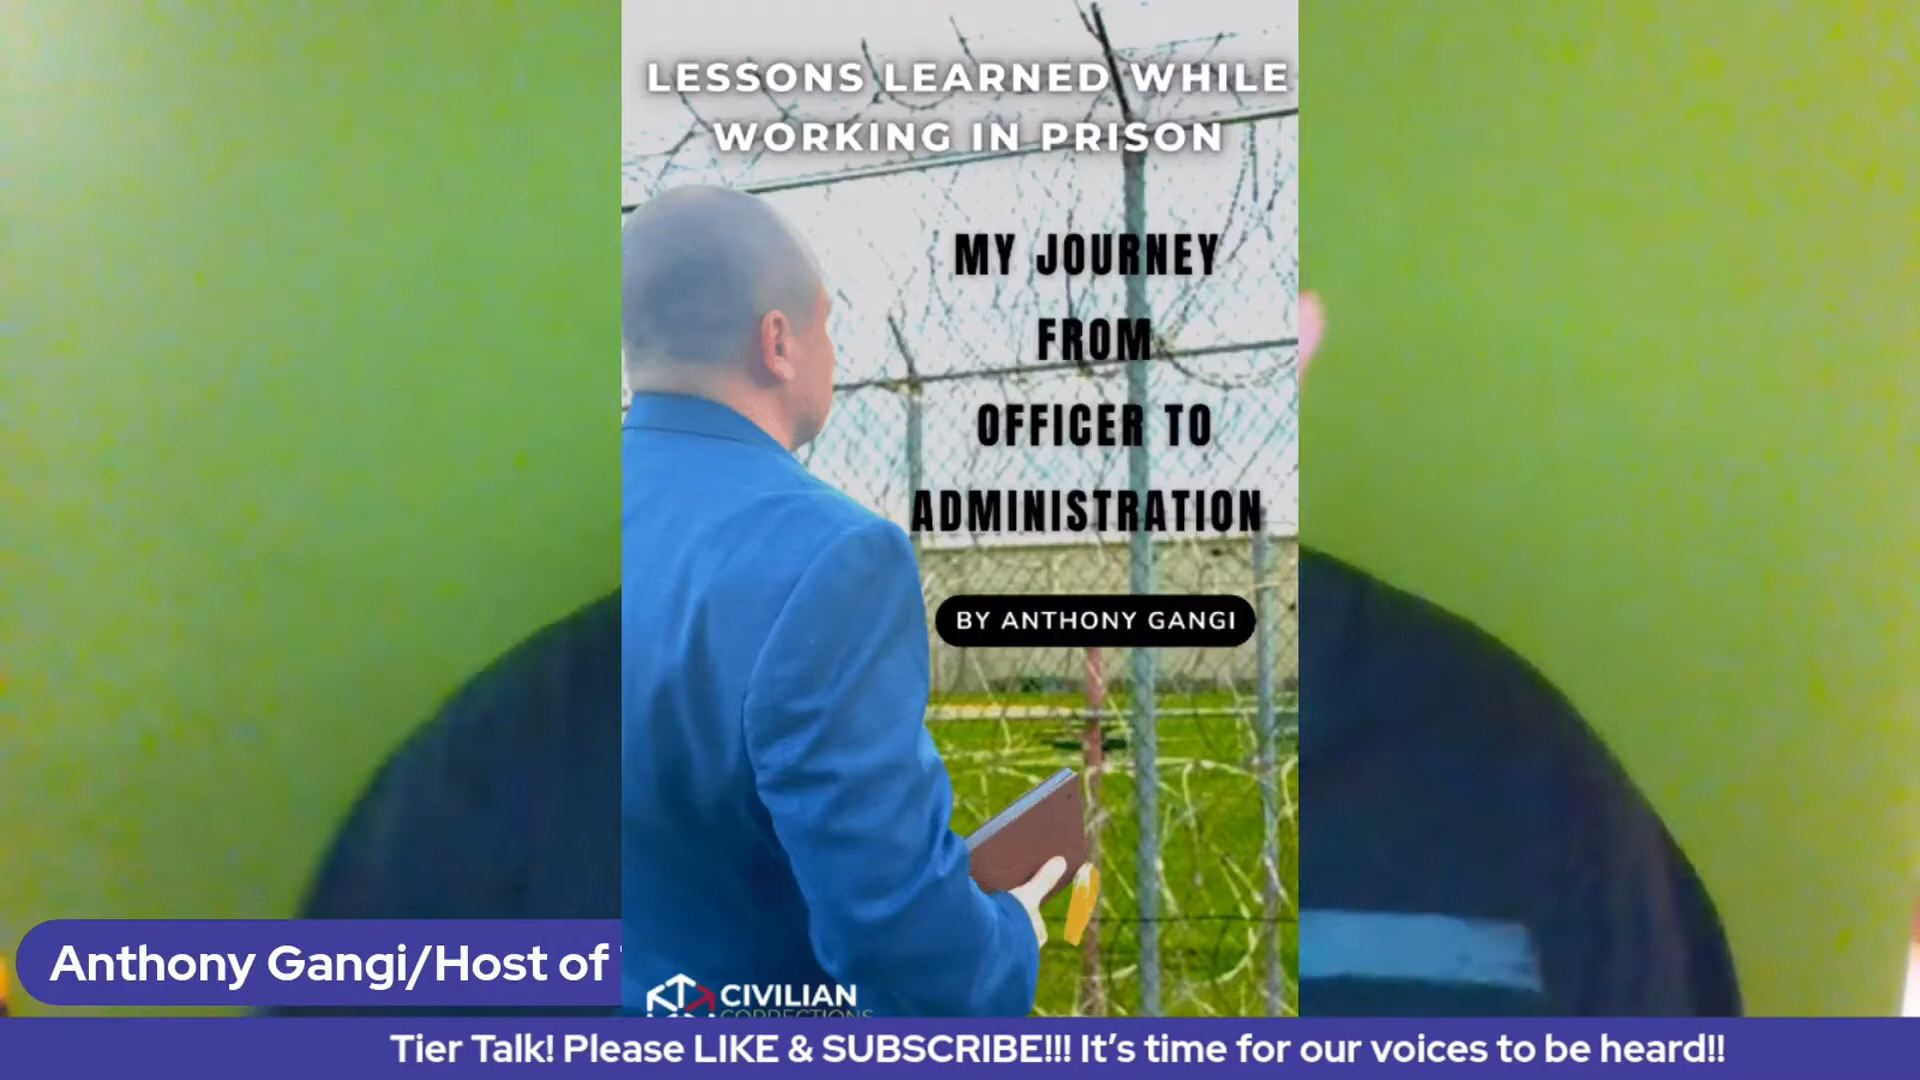 LESSONS LEARNED WHILE
WORKING IN PRISON
MY JOURNEY
FROM
OFFICER TO
ADMINISTRATION
BY ANTHONY GANGI
Anthony Gangi/Host of
CIVILIAN
CORRECTIONS
Tier Talk! Please LIKE & SUBSCRIBE!!! It’s time for our voices to be heard!!